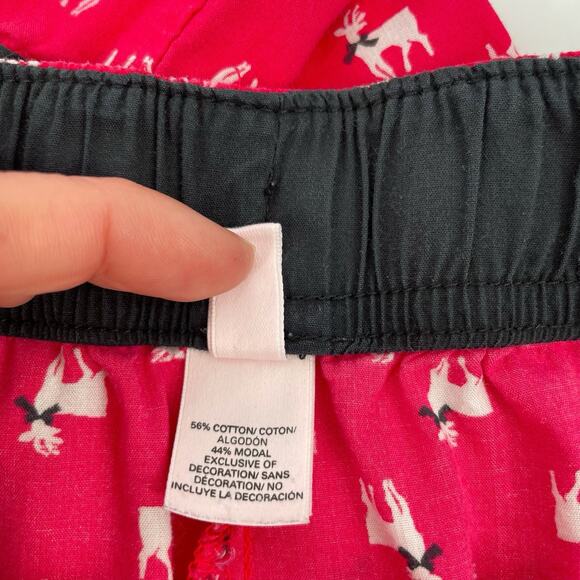 56% COTTON/ COTON/
ALGODÓN
44% MODAL
EXCLUSIVE OF
DECORATION/ SANS
DÉCORATION/ NO
INCLUYE LA DECORACIÓN